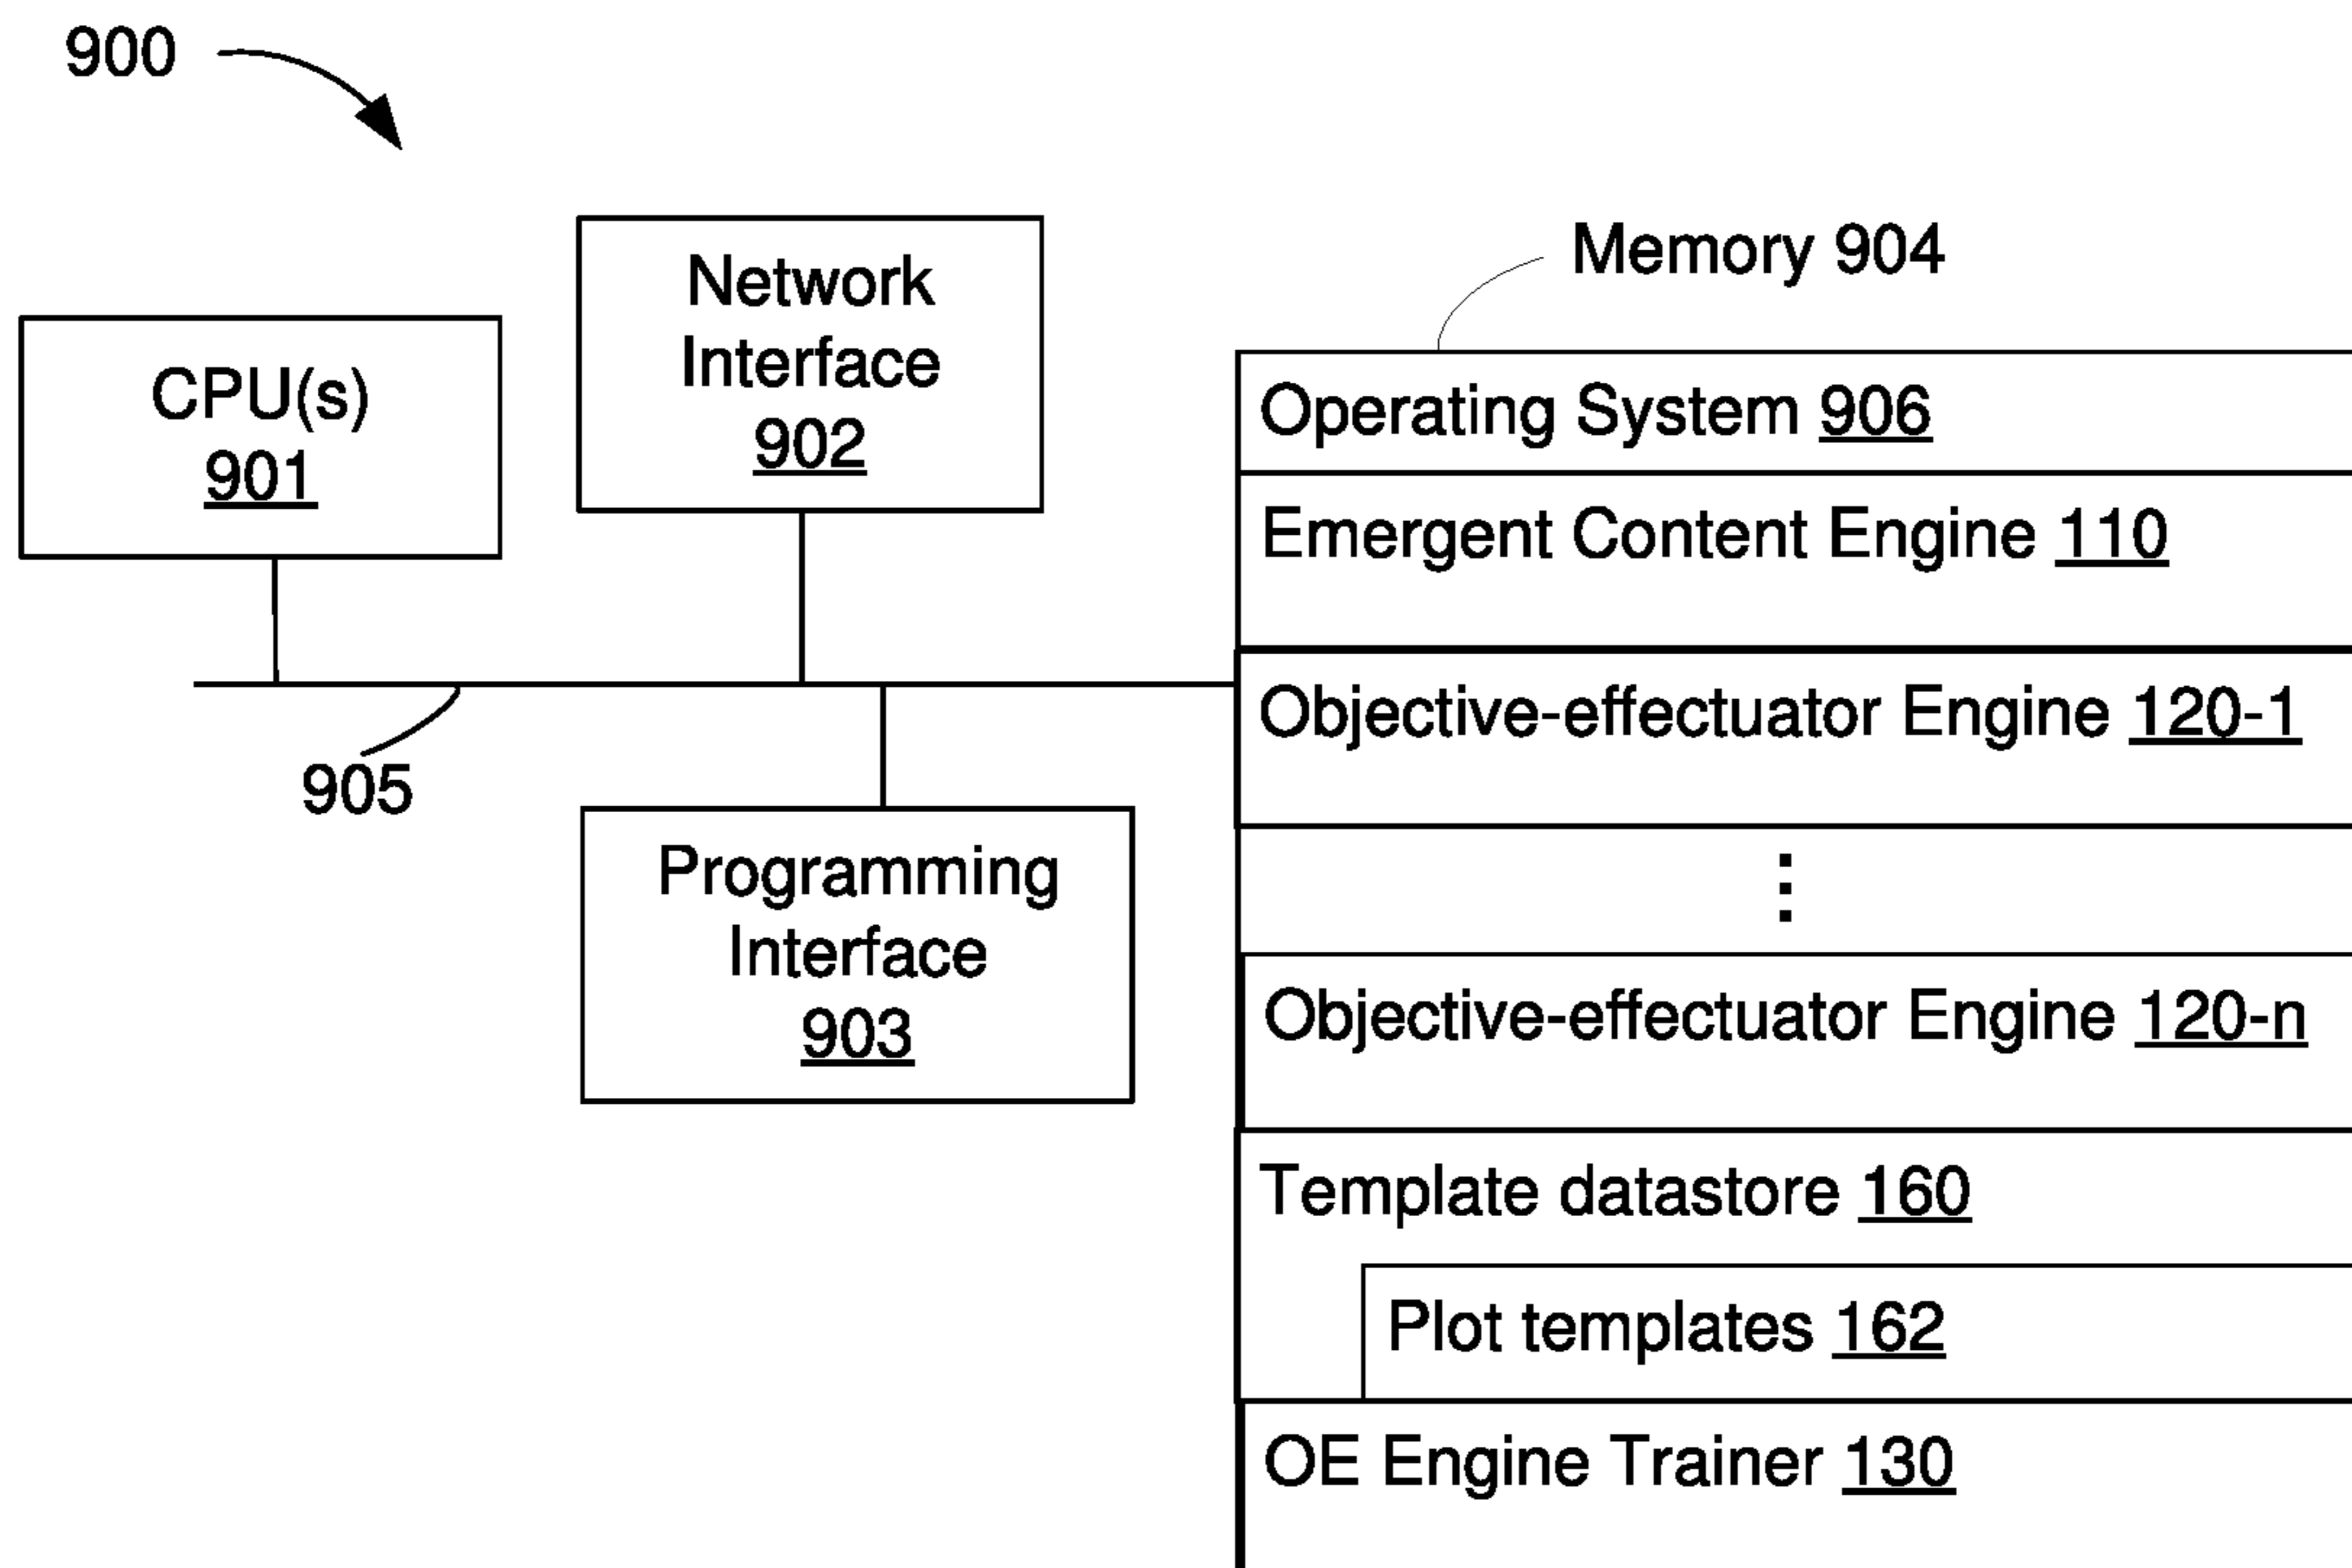 900
Memory 904
Network
Interface
902
CPU(s)
901
905
Programming
Interface
903
Operating System 906
Emergent Content Engine 110
Objective-effectuator Engine 120-1
⋮
Objective-effectuator Engine 120-n
Template datastore 160
Plot templates 162
OE Engine Trainer 130